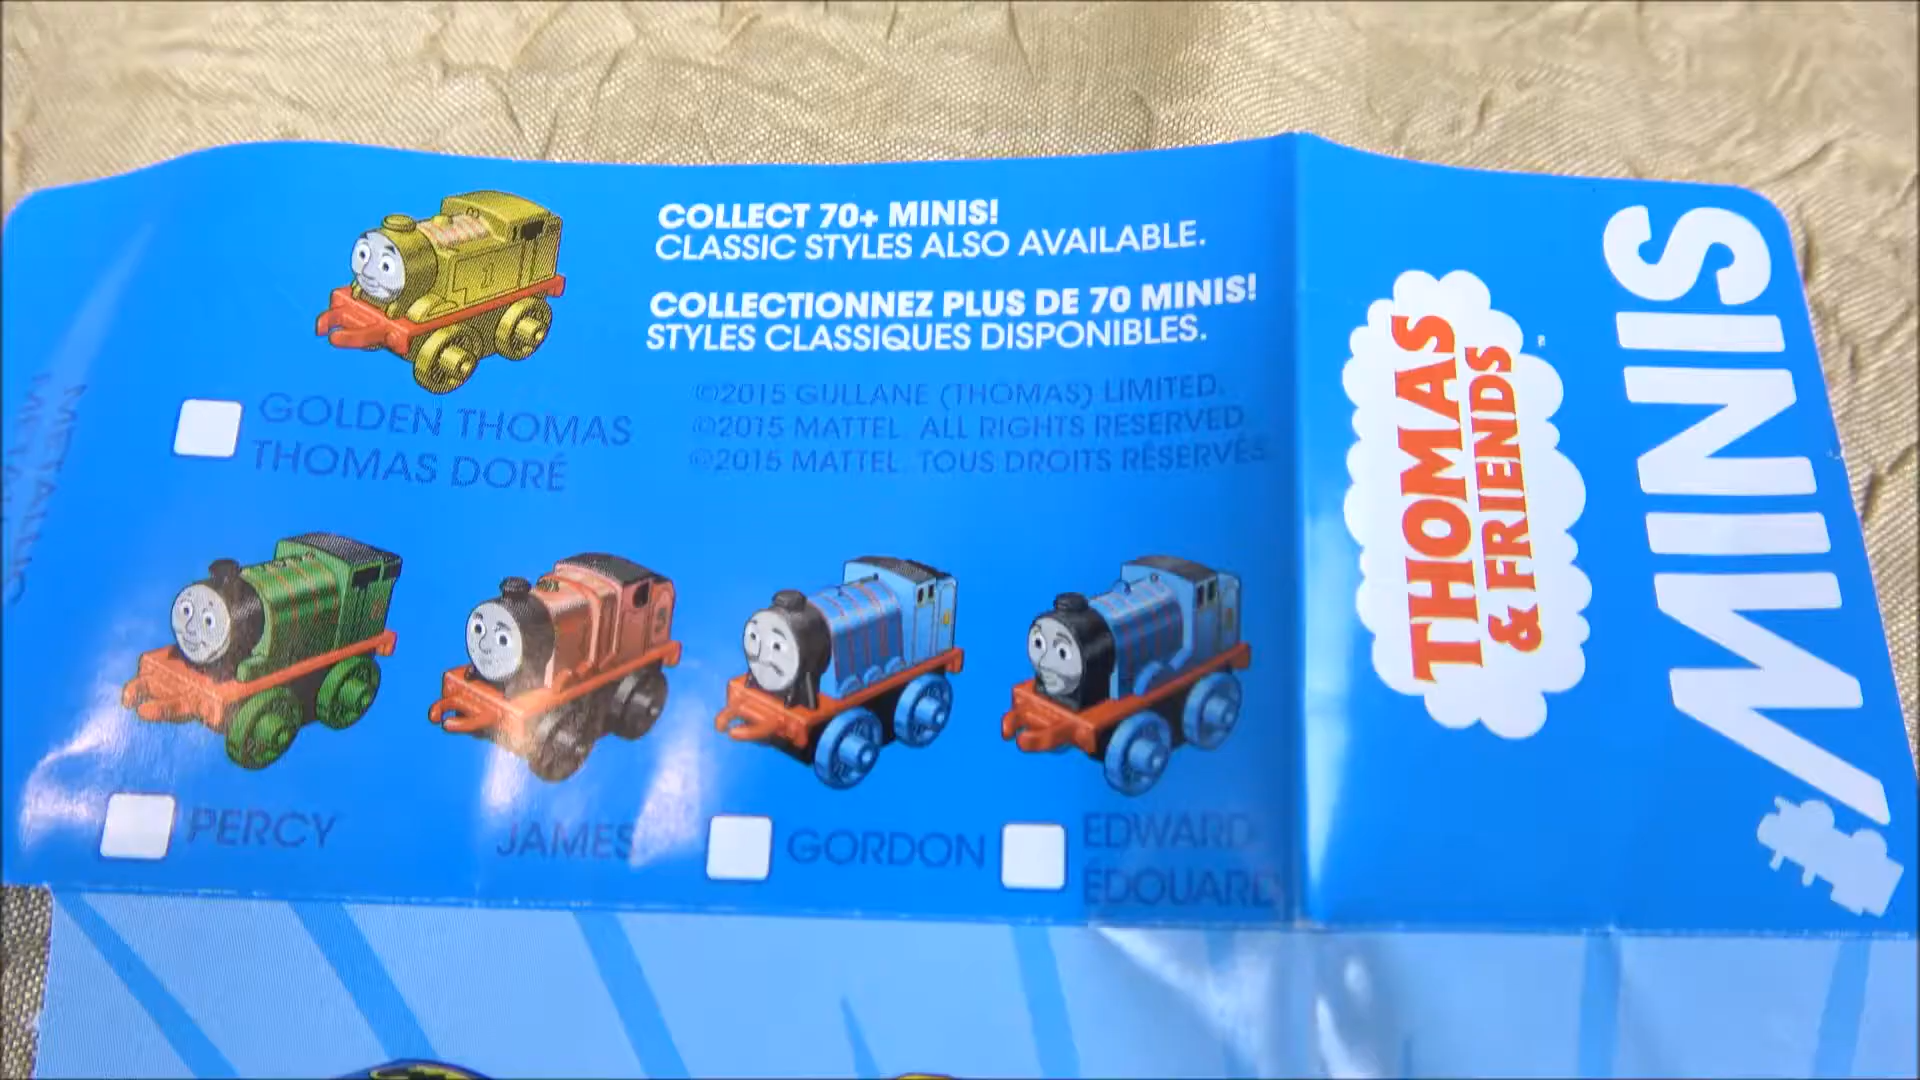 COLLECT 70+ MINIS!
CLASSIC STYLES ALSO AVAILABLE.
COLLECTIONNEZ PLUS DE 70 MINIS!
STYLES CLASSIQUES DISPONIBLES.
©2015 GULLANE (THOMAS) LIMITED.
©2015 MATTEL. ALL RIGHTS RESERVED.
©2015 MATTEL. TOUS DROITS RÉSERVÉS.
GOLDEN THOMAS
THOMAS DORÉ
PERCY
JAMES
GORDON
EDWARD
ÉDOUARD
THOMAS
& FRIENDS
MINIS